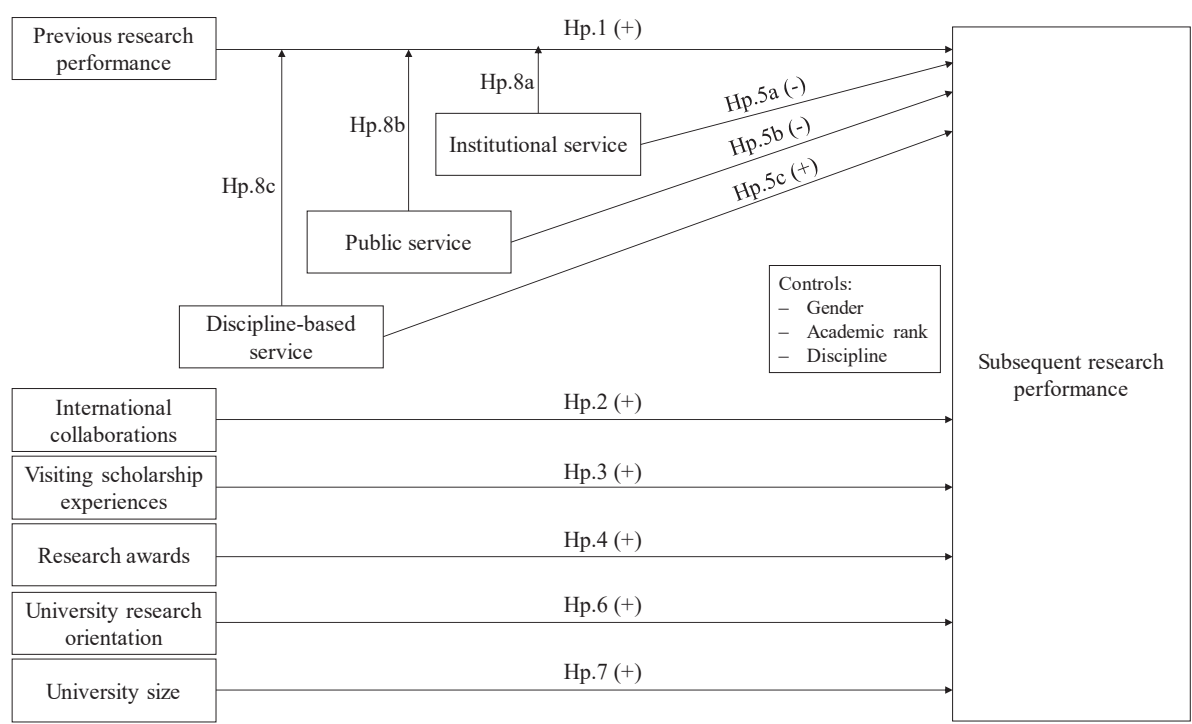 Previous research
performance
Hp.1 (+)
Hp.8a
Hp.5a (-)
Hp.8b
Institutional service
Hp.5b (-)
Hp.8c
Hp.5c (+)
Public service
Controls:
– Gender
– Academic rank
– Discipline
Discipline-based
service
Subsequent research
performance
International
collaborations
Hp.2 (+)
Visiting scholarship
experiences
Hp.3 (+)
Research awards
Hp.4 (+)
University research
orientation
Hp.6 (+)
University size
Hp.7 (+)